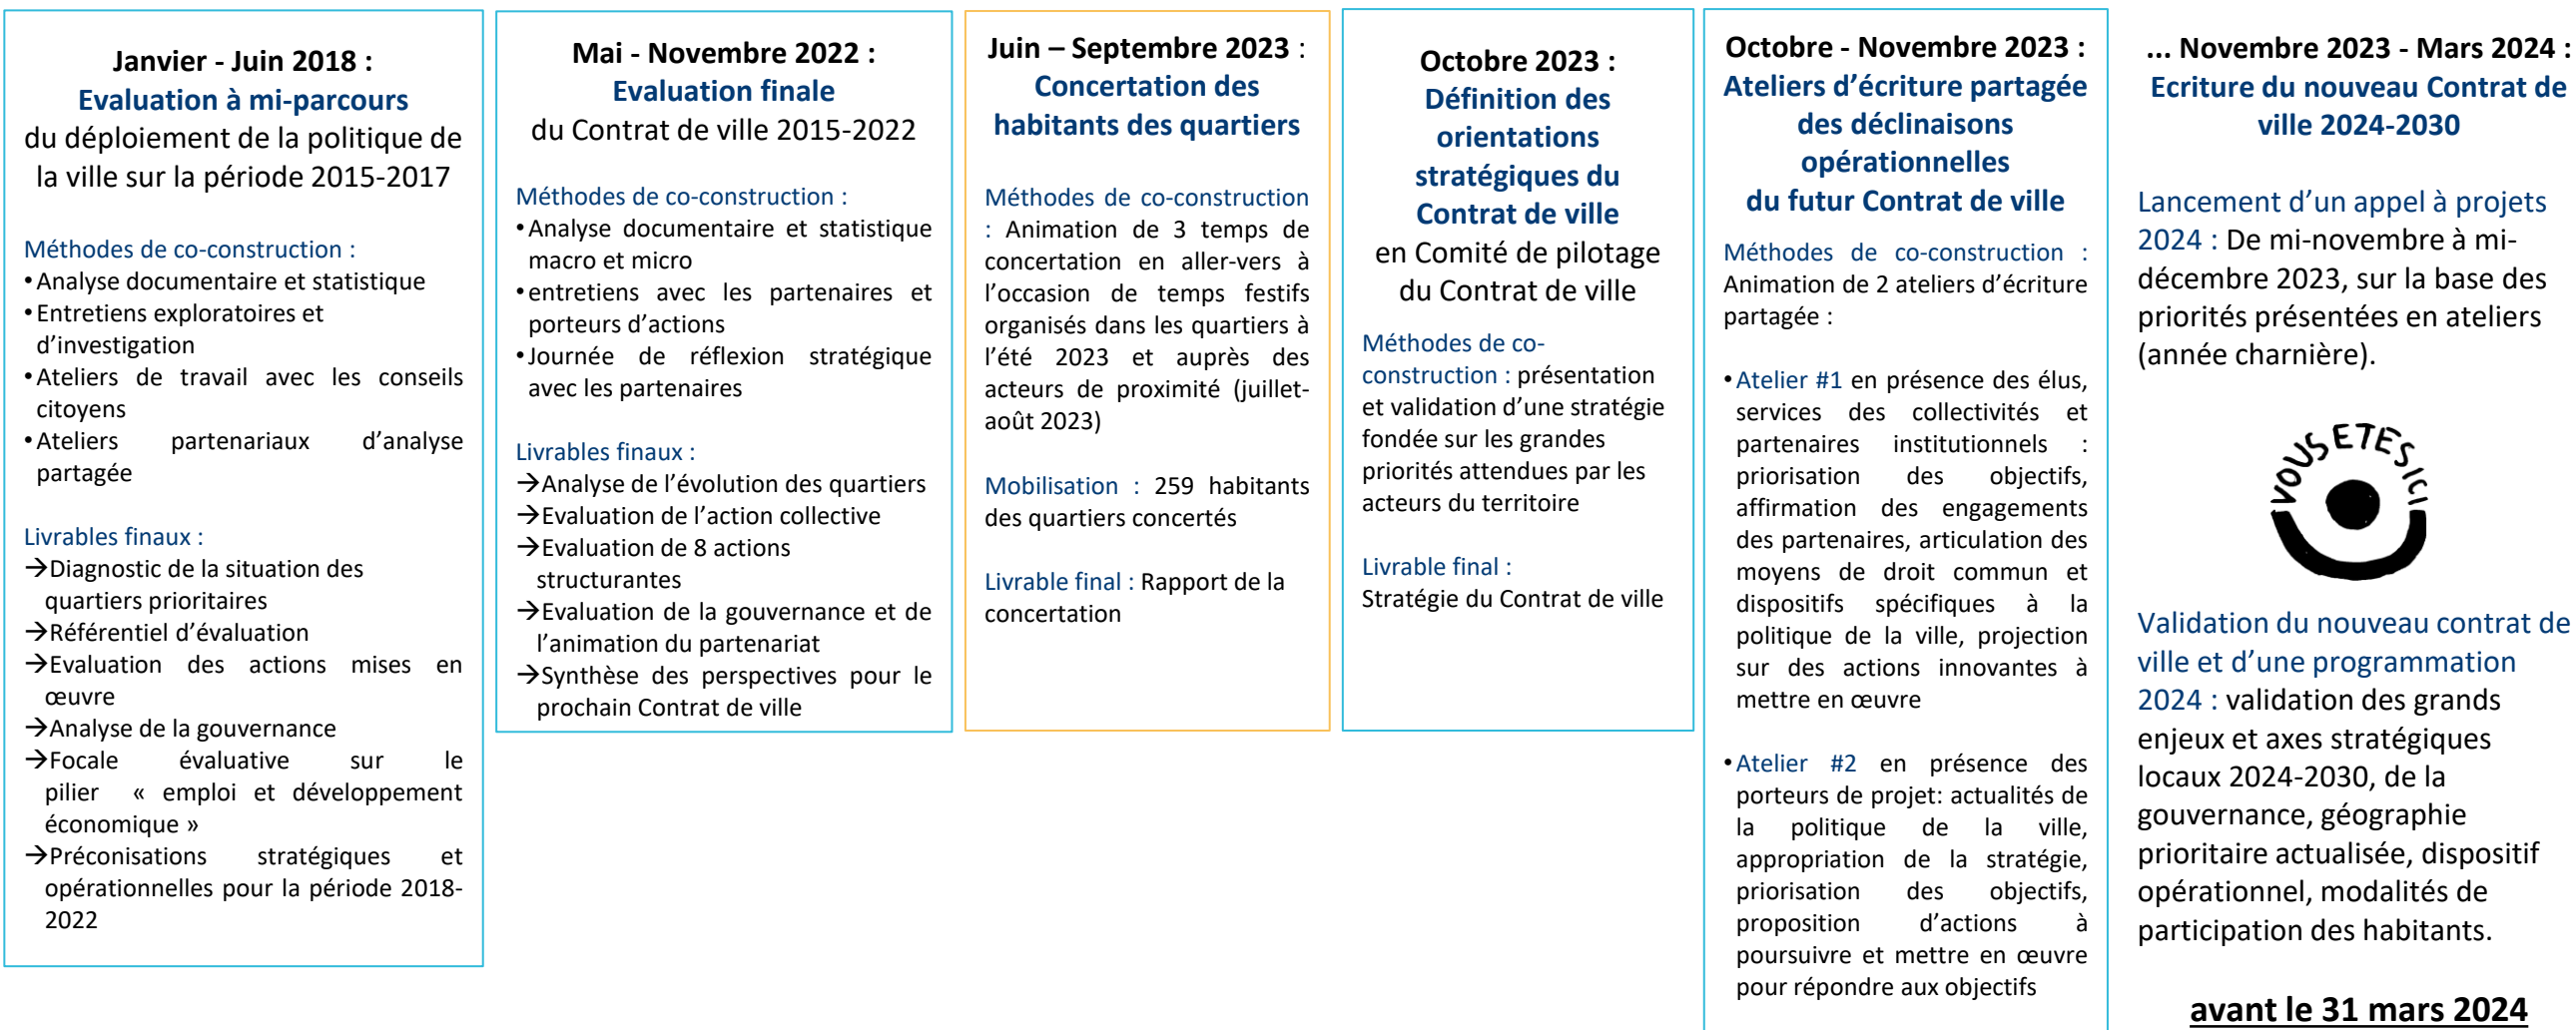 Janvier - Juin 2018 :
Evaluation à mi-parcours
du déploiement de la politique de
la ville sur la période 2015-2017
Méthodes de co-construction :
•Analyse documentaire et statistique
•Entretiens exploratoires et
d’investigation
•Ateliers de travail avec les conseils
citoyens
•Ateliers partenariaux d’analyse
partagée
Livrables finaux :
→Diagnostic de la situation des
quartiers prioritaires
→Référentiel d’évaluation
→Evaluation des actions mises en
œuvre
→Analyse de la gouvernance
→Focale évaluative sur le
pilier « emploi et développement
économique »
→Préconisations stratégiques et
opérationnelles pour la période 2018-
2022
Mai - Novembre 2022 :
Evaluation finale
du Contrat de ville 2015-2022
Méthodes de co-construction :
•Analyse documentaire et statistique
macro et micro
•entretiens avec les partenaires et
porteurs d’actions
•Journée de réflexion stratégique
avec les partenaires
Livrables finaux :
→Analyse de l’évolution des quartiers
→Evaluation de l’action collective
→Evaluation de 8 actions
structurantes
→Evaluation de la gouvernance et de
l’animation du partenariat
→Synthèse des perspectives pour le
prochain Contrat de ville
Juin – Septembre 2023 :
Concertation des
habitants des quartiers
Méthodes de co-construction
: Animation de 3 temps de
concertation en aller-vers à
l’occasion de temps festifs
organisés dans les quartiers à
l’été 2023 et auprès des
acteurs de proximité (juillet-
août 2023)
Mobilisation : 259 habitants
des quartiers concertés
Livrable final : Rapport de la
concertation
Octobre 2023 :
Définition des
orientations
stratégiques du
Contrat de ville
en Comité de pilotage
du Contrat de ville
Méthodes de co-
construction : présentation
et validation d’une stratégie
fondée sur les grandes
priorités attendues par les
acteurs du territoire
Livrable final :
Stratégie du Contrat de ville
Octobre - Novembre 2023 :
Ateliers d’écriture partagée
des déclinaisons
opérationnelles
du futur Contrat de ville
Méthodes de co-construction :
Animation de 2 ateliers d’écriture
partagée :
•Atelier #1 en présence des élus,
services des collectivités et
partenaires institutionnels :
priorisation des objectifs,
affirmation des engagements
des partenaires, articulation des
moyens de droit commun et
dispositifs spécifiques à la
politique de la ville, projection
sur des actions innovantes à
mettre en œuvre
•Atelier #2 en présence des
porteurs de projet: actualités de
la politique de la ville,
appropriation de la stratégie,
priorisation des objectifs,
proposition d'actions à
poursuivre et mettre en œuvre
pour répondre aux objectifs
... Novembre 2023 - Mars 2024 :
Ecriture du nouveau Contrat de
ville 2024-2030
Lancement d’un appel à projets
2024 : De mi-novembre à mi-
décembre 2023, sur la base des
priorités présentées en ateliers
(année charnière).
VOUS ETES ICI
Validation du nouveau contrat de
ville et d’une programmation
2024 : validation des grands
enjeux et axes stratégiques
locaux 2024-2030, de la
gouvernance, géographie
prioritaire actualisée, dispositif
opérationnel, modalités de
participation des habitants.
avant le 31 mars 2024